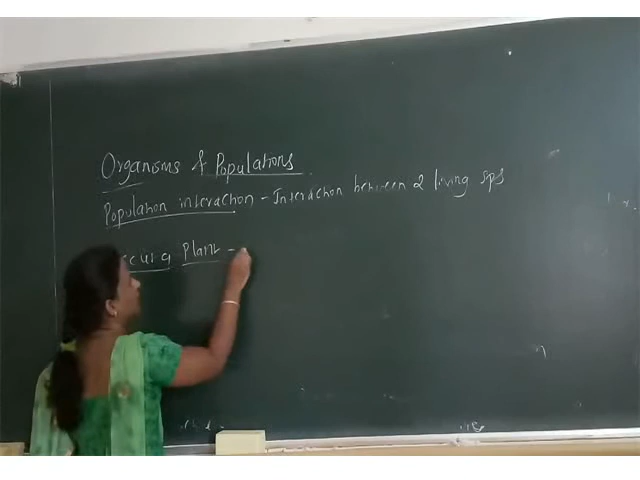 Organisms & Populations
Population interaction - Interaction between 2 living sps
Plant -